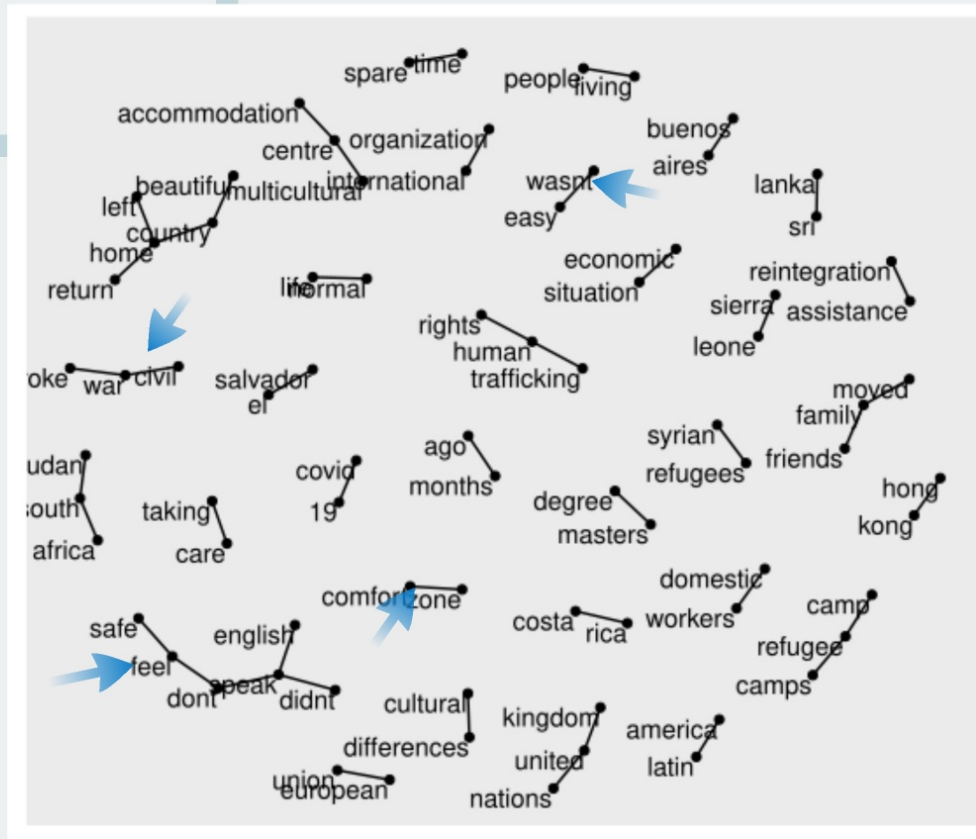 spare time
people living
accommodation
centre
organization
buenos
aires
beautiful
multicultural
international
wasnt
easy
lanka
sri
left
country
home
return
life
normal
economic
situation
reintegration
assistance
sierra
leone
rights
human
trafficking
oke war civil
salvador
el
moved
family
friends
syrian
refugees
ago
months
covid
19
udan
outh
africa
taking
care
degree
masters
hong
kong
comfort zone
domestic
workers
costa rica
camp
refugee
camps
safe
feel
english
dont speak didnt
cultural
differences
kingdom
united
nations
america
latin
union
european